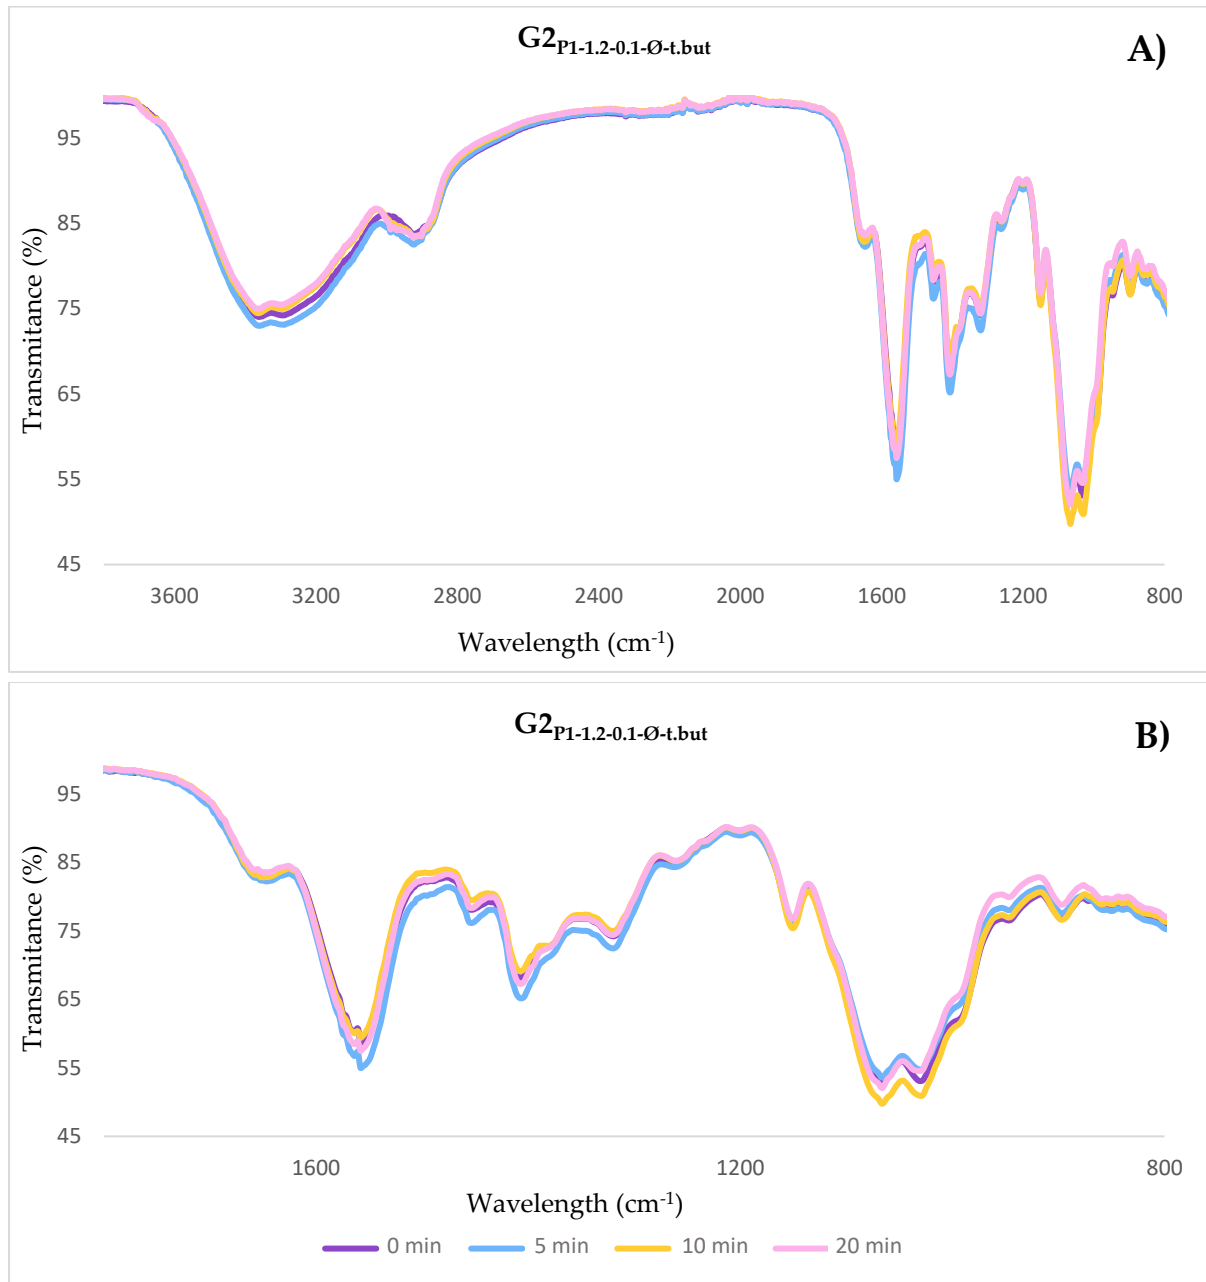 G2P1-1.2-0.1-Ø-t.but
A)
Transmitance (%)
95
85
75
65
55
45
3600 3200 2800 2400 2000 1600 1200 800
Wavelength (cm-1)
G2P1-1.2-0.1-Ø-t.but
B)
Transmitance (%)
95
85
75
65
55
45
1600 1200 800
Wavelength (cm-1)
0 min 5 min 10 min 20 min